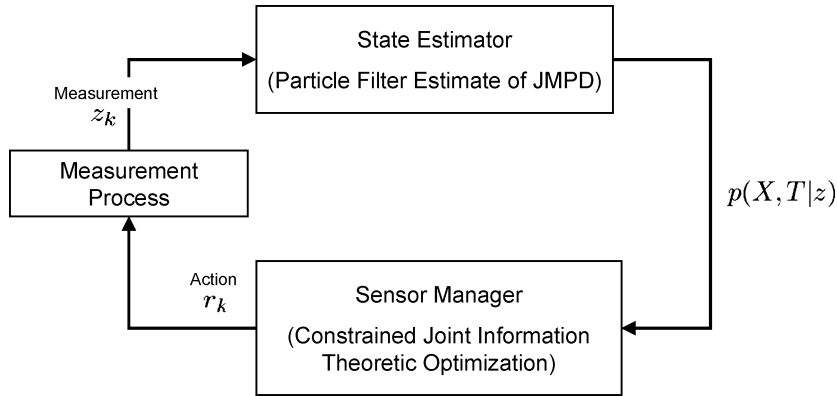 State Estimator
(Particle Filter Estimate of JMPD)
Measurement
z_k
Measurement
Process
p(X, T|z)
Action
r_k
Sensor Manager
(Constrained Joint Information
Theoretic Optimization)